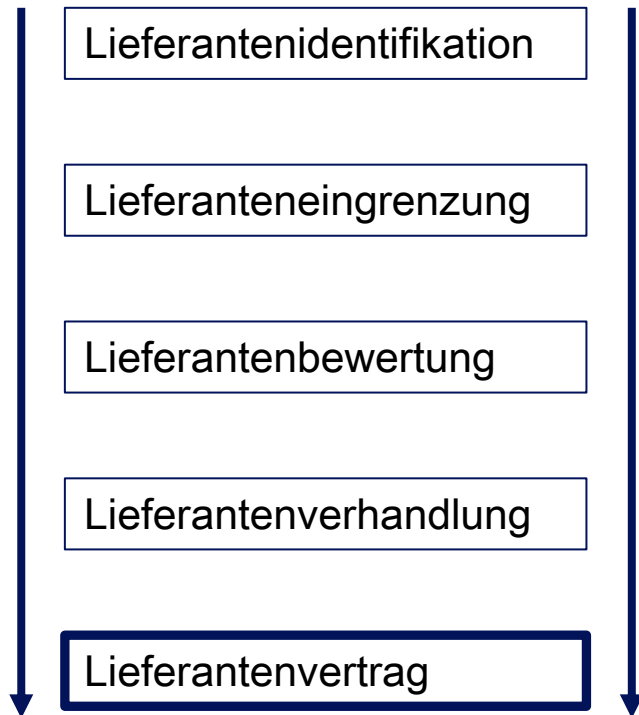 Lieferantenidentifikation
Lieferanteneingrenzung
Lieferantenbewertung
Lieferantenverhandlung
Lieferantenvertrag